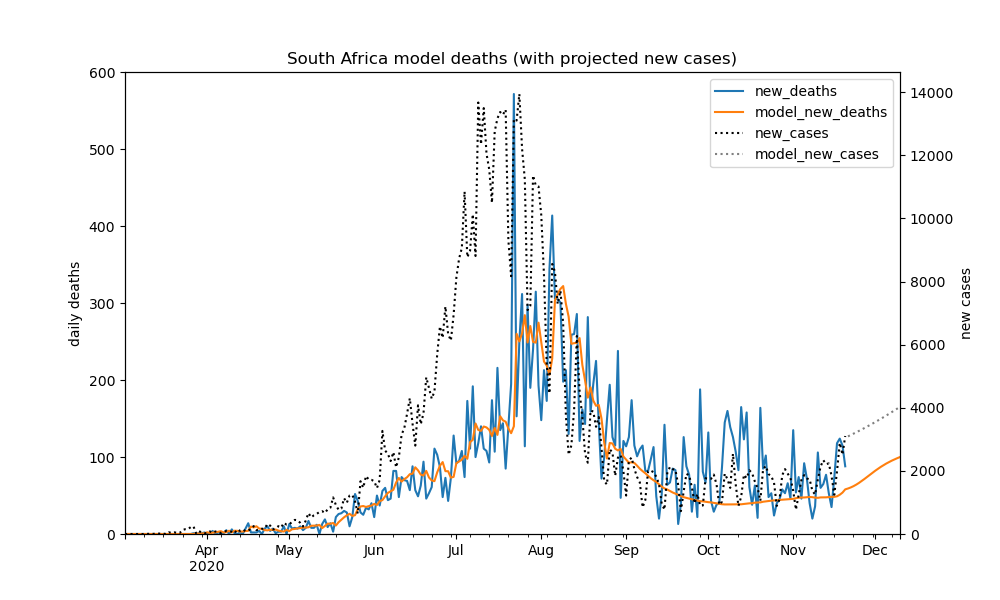 South Africa model deaths (with projected new cases)
600
500
400
300
200
100
0
daily deaths
14000
12000
10000
8000
6000
4000
2000
0
new cases
new_deaths
model_new_deaths
new_cases
model_new_cases
Apr May Jun Jul Aug Sep Oct Nov Dec
2020